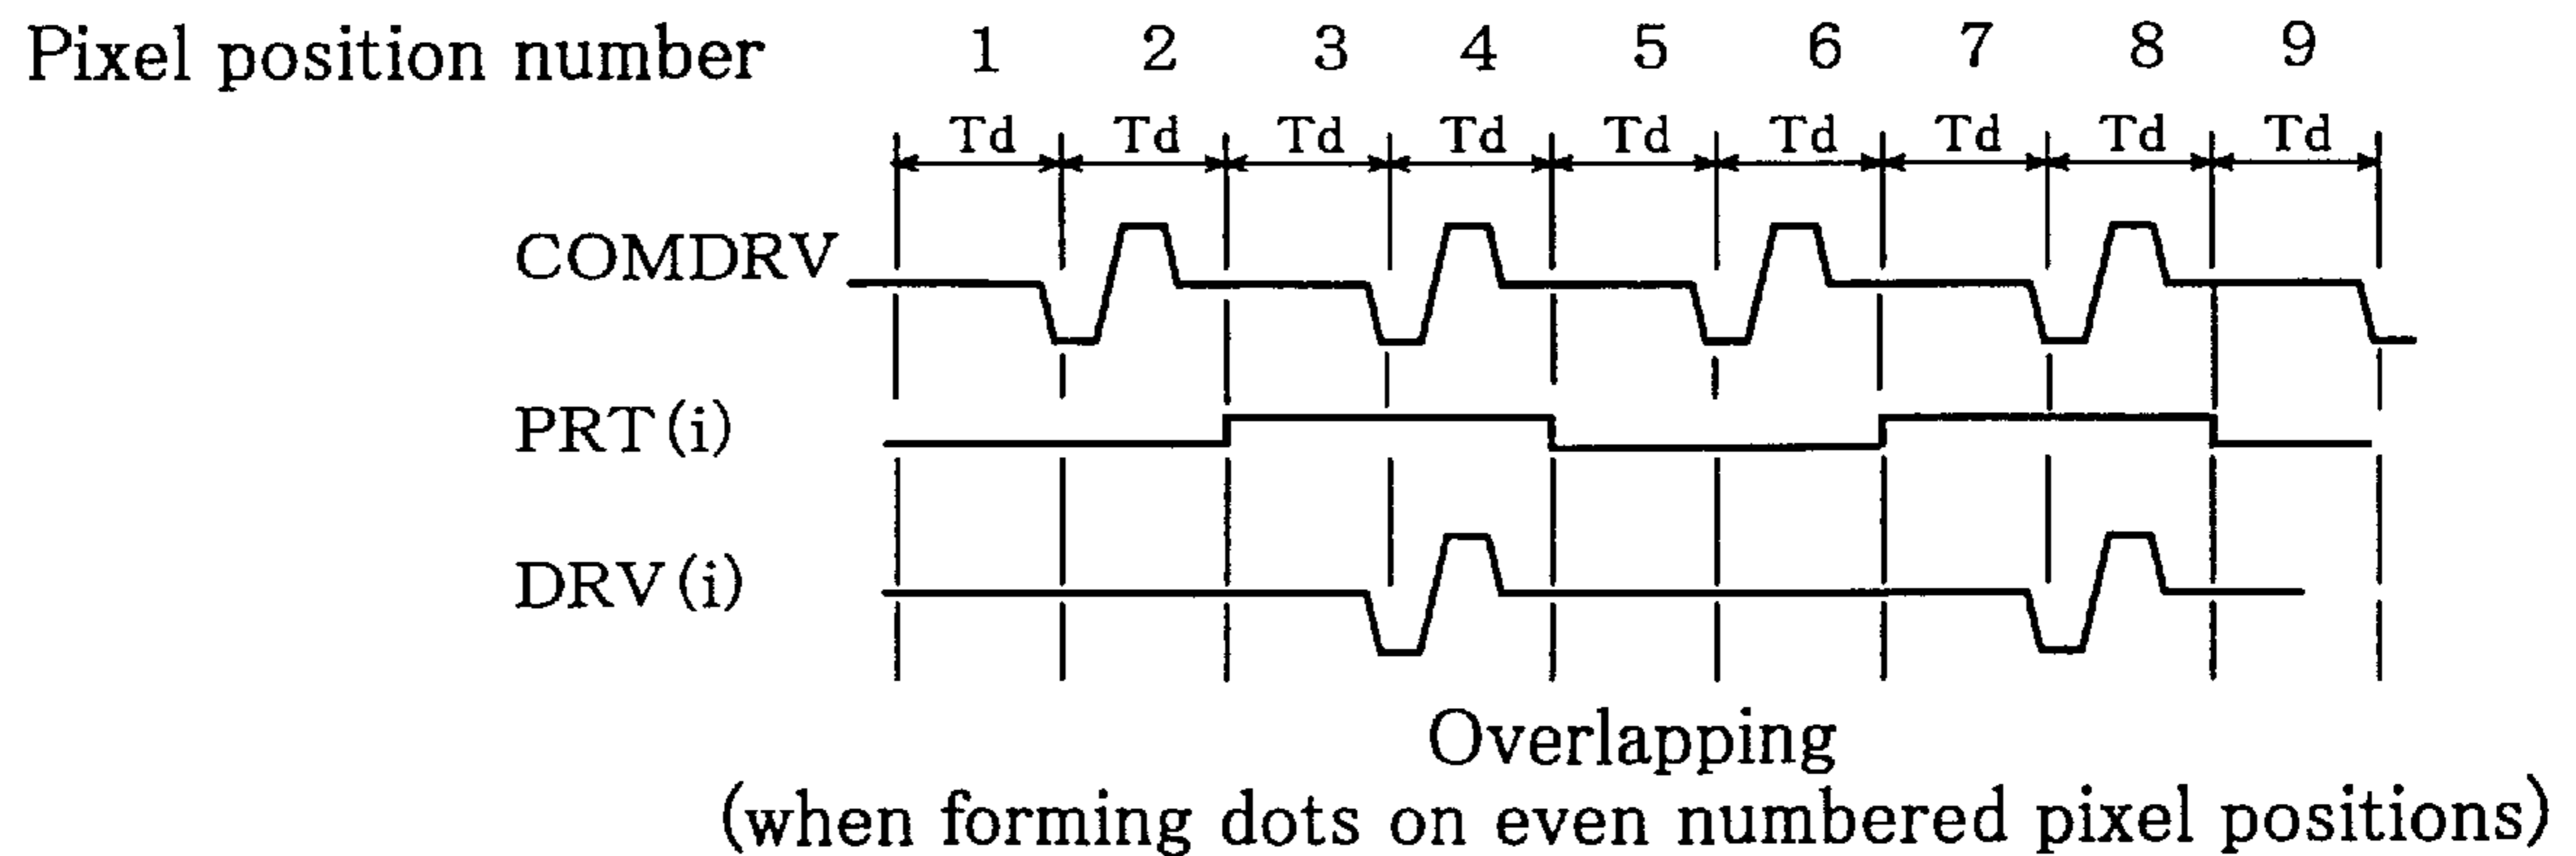 Pixel position number 1 2 3 4 5 6 7 8 9
Td Td Td Td Td Td Td Td Td
COMDRV
PRT(i)
DRV(i)
Overlapping
(when forming dots on even numbered pixel positions)